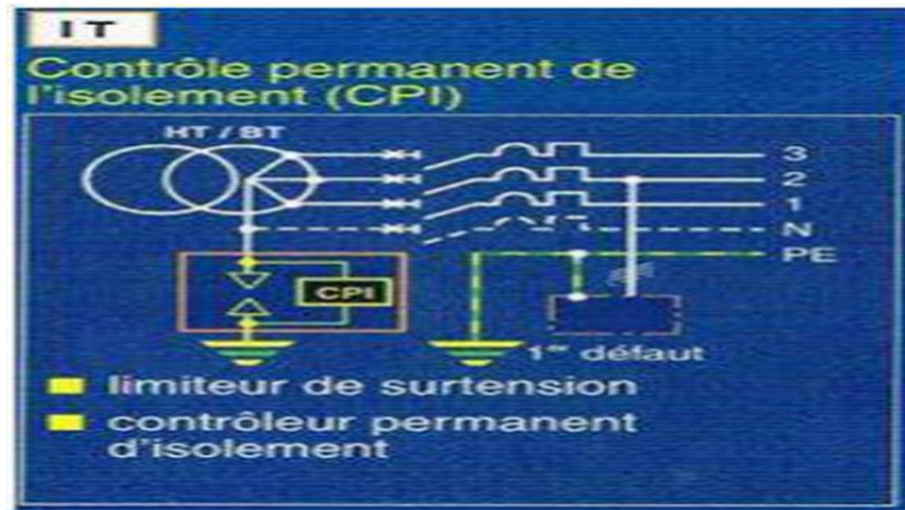 IT
Contrôle permanent de
l'isolement (CPI)
HT / BT
3
2
1
N
PE
CPI
1er défaut
limiteur de surtension
contrôleur permanent
d'isolement